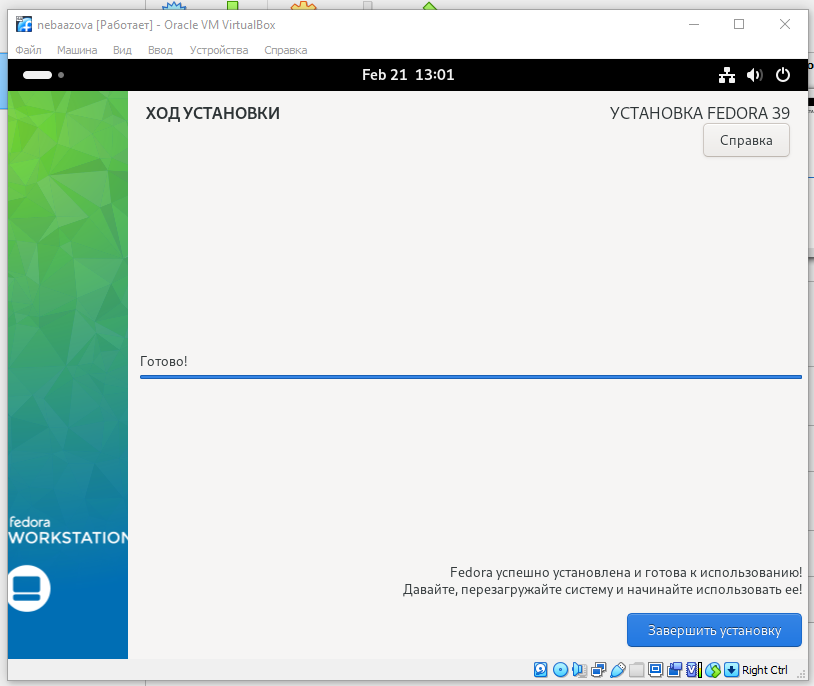 nebaazova [Работает] - Oracle VM VirtualBox
Файл Машина Вид Ввод Устройства Справка
Feb 21 13:01
ХОД УСТАНОВКИ
УСТАНОВКА FEDORA 39
Справка
Готово!
fedora
WORKSTATION
Fedora успешно установлена и готова к использованию!
Давайте, перезагружайте систему и начинайте использовать ее!
Завершить установку
Right Ctrl